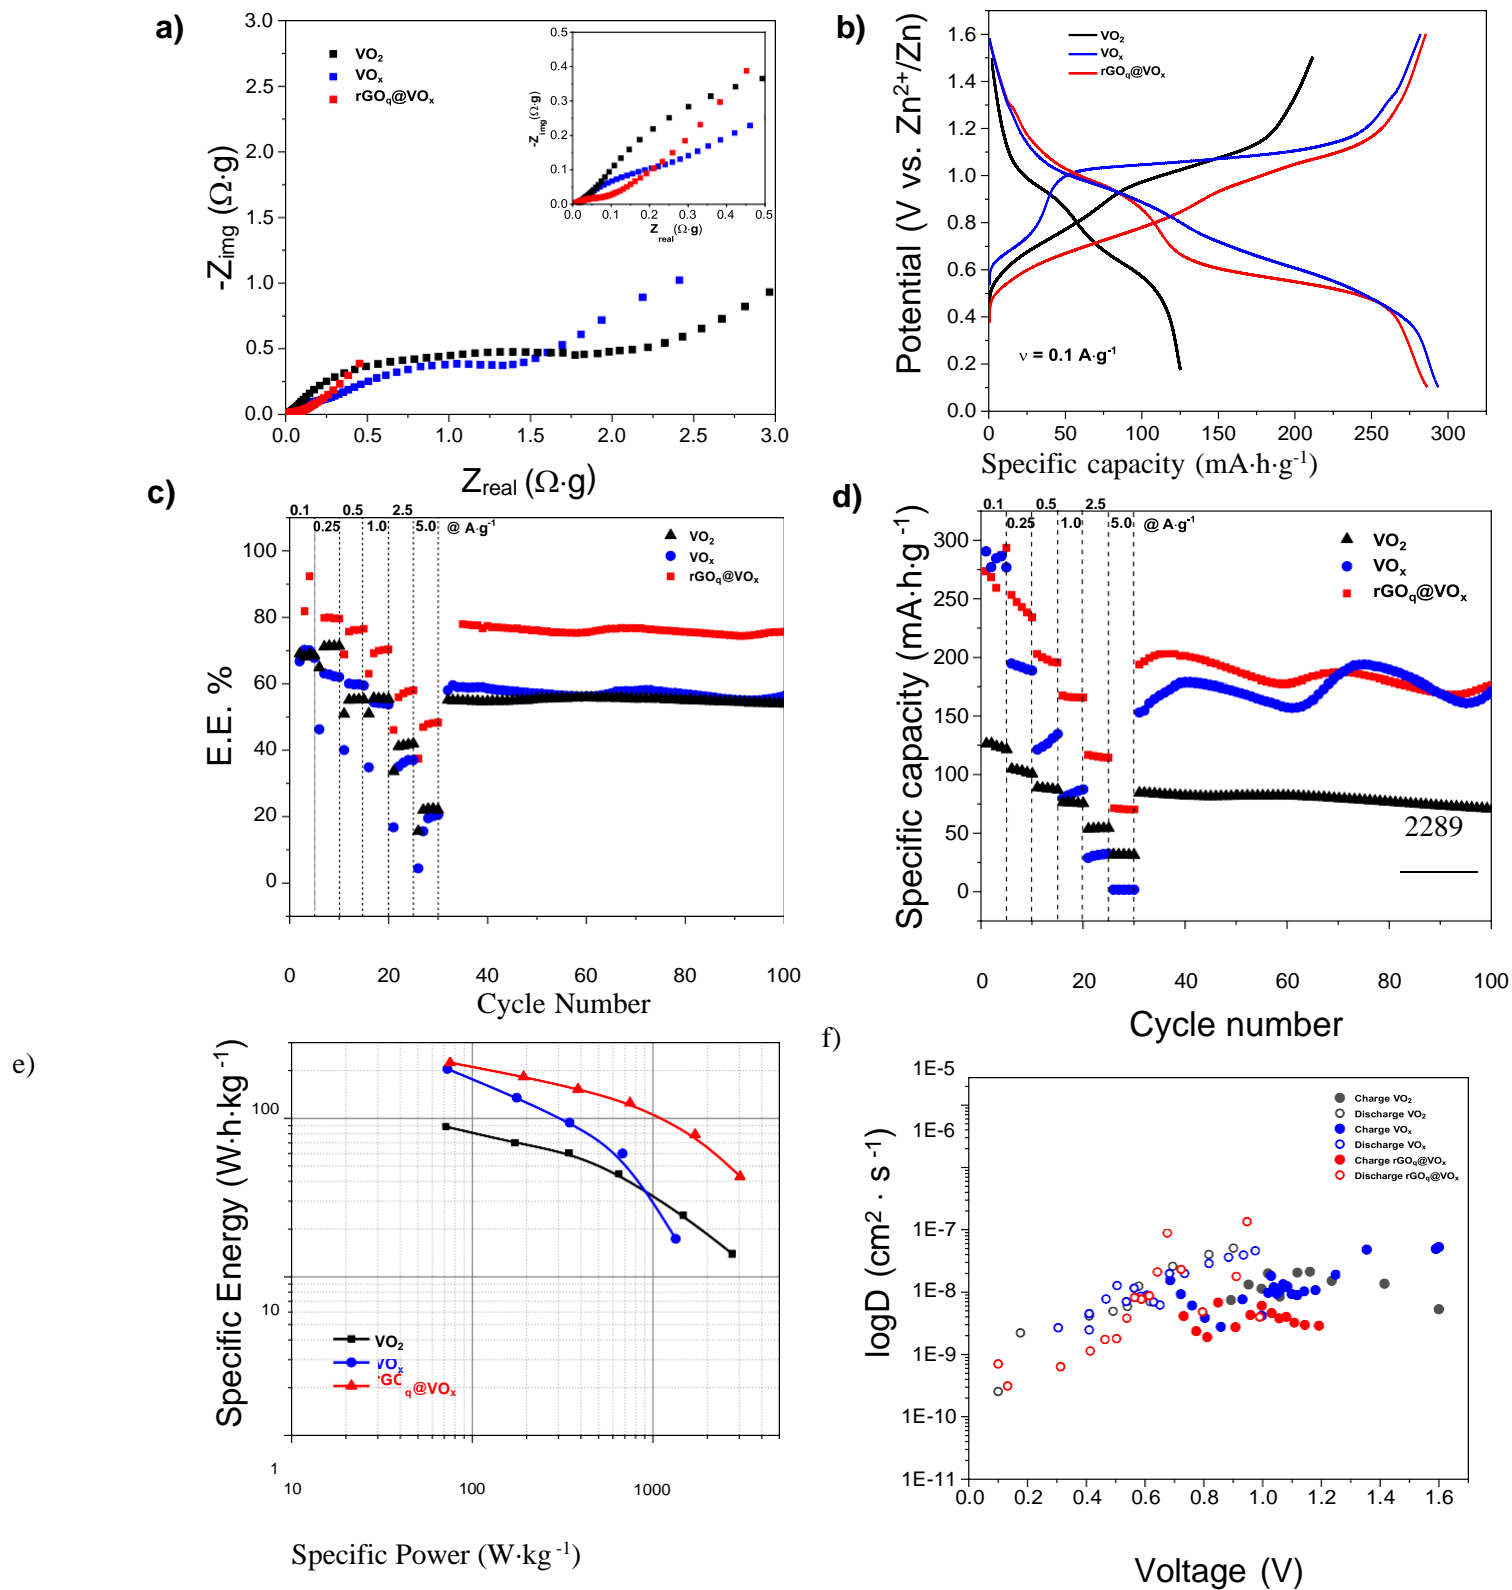 a)
3.0
2.5
2.0
1.5
1.0
0.5
0.0
-Zimg (Ω·g)
VO2
VOx
rGOq@VOx
0.5
0.4
0.3
0.2
0.1
0.0
-Zimg(Ω·g)
0.0 0.1 0.2 0.3 0.4 0.5
Zreal(Ω·g)
0.0 0.5 1.0 1.5 2.0 2.5 3.0
Zreal (Ω·g)
b)
1.6
1.4
1.2
1.0
0.8
0.6
0.4
0.2
0.0
Potential (V vs. Zn2+/Zn)
VO2
VOx
rGOq@VOx
ν = 0.1 A·g-1
0 50 100 150 200 250 300
Specific capacity (mA·h·g-1)
c)
0.1 0.25 0.5 1.0 2.5 5.0 @ A·g-1
100
80
60
40
20
0
E.E. %
VO2
VOx
rGOq@VOx
0 20 40 60 80 100
Cycle Number
d)
0.1 0.25 0.5 1.0 2.5 5.0 @ A·g-1
300
250
200
150
100
50
0
Specific capacity (mA·h·g-1)
VO2
VOx
rGOq@VOx
2289
0 20 40 60 80 100
Cycle number
e)
Specific Energy (W·h·kg-1)
100
10
1
VO2
VOx
rGO q@VOx
10 100 1000
Specific Power (W·kg-1)
f)
1E-5
1E-6
1E-7
1E-8
1E-9
1E-10
1E-11
logD (cm2 · s-1)
Charge VO2
Discharge VO2
Charge VOx
Discharge VOx
Charge rGOq@VOx
Discharge rGOq@VOx
0.0 0.2 0.4 0.6 0.8 1.0 1.2 1.4 1.6
Voltage (V)